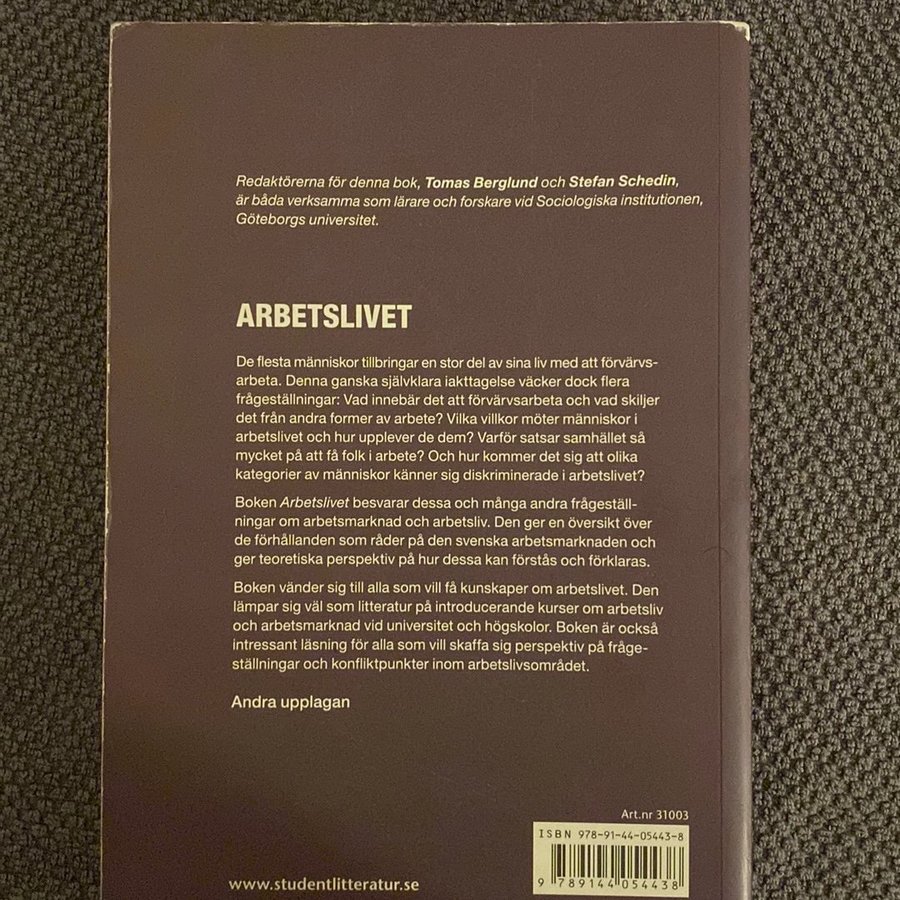 Redaktörerna för denna bok, Tomas Berglund och Stefan Schedin,
är båda verksamma som lärare och forskare vid Sociologiska institutionen,
Göteborgs universitet.
ARBETSLIVET
De flesta människor tillbringar en stor del av sina liv med att förvärvs-
arbeta. Denna ganska självklara iakttagelse väcker dock flera
frågeställningar: Vad innebär det att förvärvsarbeta och vad skiljer
det från andra former av arbete? Vilka villkor möter människor i
arbetslivet och hur upplever de dem? Varför satsar samhället så
mycket på att få folk i arbete? Och hur kommer det sig att olika
kategorier av människor känner sig diskriminerade i arbetslivet?
Boken Arbetslivet besvarar dessa och många andra frågeställ-
ningar om arbetsmarknad och arbetsliv. Den ger en översikt över
de förhållanden som råder på den svenska arbetsmarknaden och
ger teoretiska perspektiv på hur dessa kan förstås och förklaras.
Boken vänder sig till alla som vill få kunskaper om arbetslivet. Den
lämpar sig väl som litteratur på introducerande kurser om arbetsliv
och arbetsmarknad vid universitet och högskolor. Boken är också
intressant läsning för alla som vill skaffa sig perspektiv på fråge-
ställningar och konfliktpunkter inom arbetslivsområdet.
Andra upplagan
Art.nr 31003
ISBN 978-91-44-05443-8
9 789144 054438
www.studentlitteratur.se